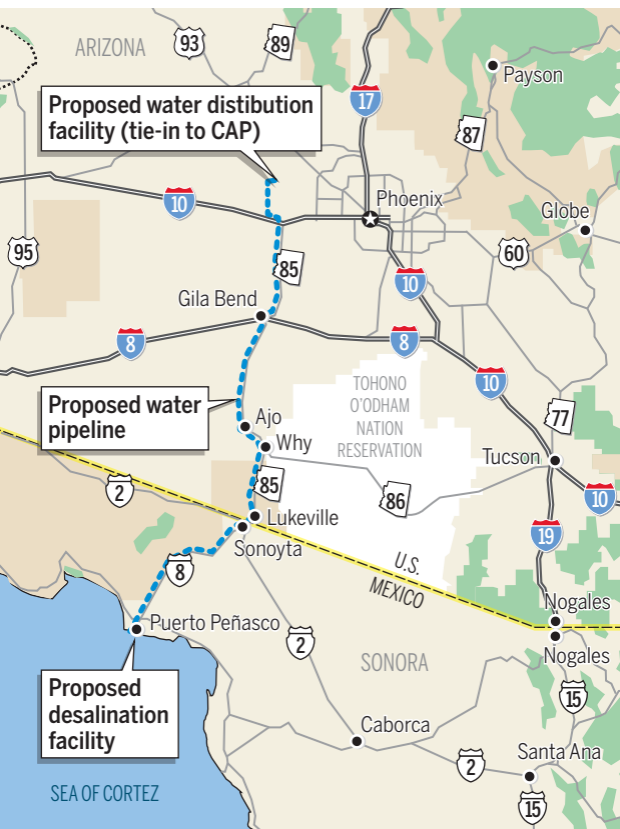 ARIZONA
93
89
Payson
Proposed water distibution
facility (tie-in to CAP)
17
87
10
Phoenix
Globe
95
60
85
10
Gila Bend
8
8
10
TOHONO
O'ODHAM
NATION
RESERVATION
Proposed water
pipeline
Ajo
Why
77
Tucson
2
85
86
10
Lukeville
19
Sonoyta
U.S.
MEXICO
8
Nogales
Puerto Peñasco
2
Nogales
SONORA
Proposed
desalination
facility
15
Caborca
2
Santa Ana
SEA OF CORTEZ
15